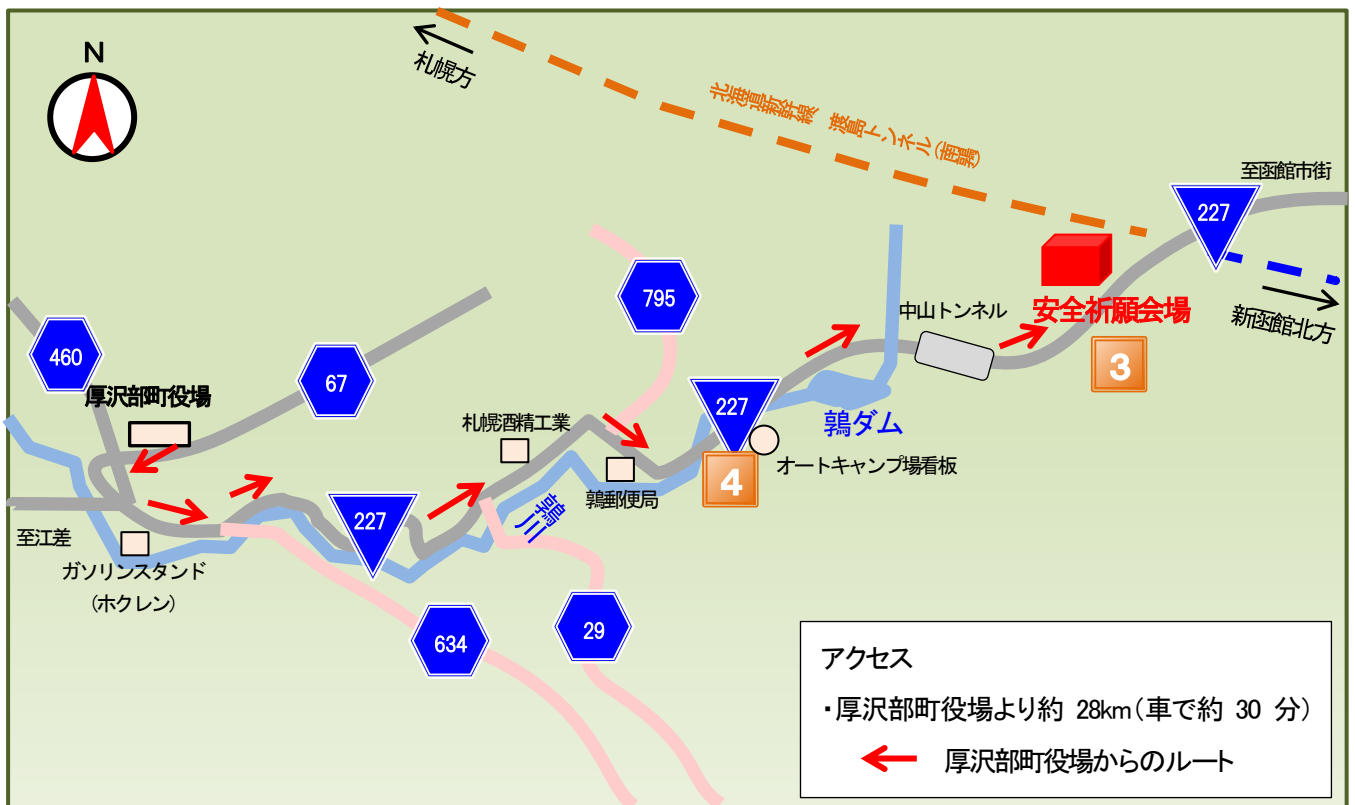 N
札幌方
北海道新幹線 渡島トンネル(南鶉)
至函館市街
227
新函館北方
795
中山トンネル
安全祈願会場
3
460
67
厚沢部町役場
札幌酒精工業
227
鶉ダム
オートキャンプ場看板
4
鶉郵便局
鶉川
227
至江差
ガソリンスタンド
(ホクレン)
634
29
アクセス
・厚沢部町役場より約 28km(車で約 30 分)
厚沢部町役場からのルート